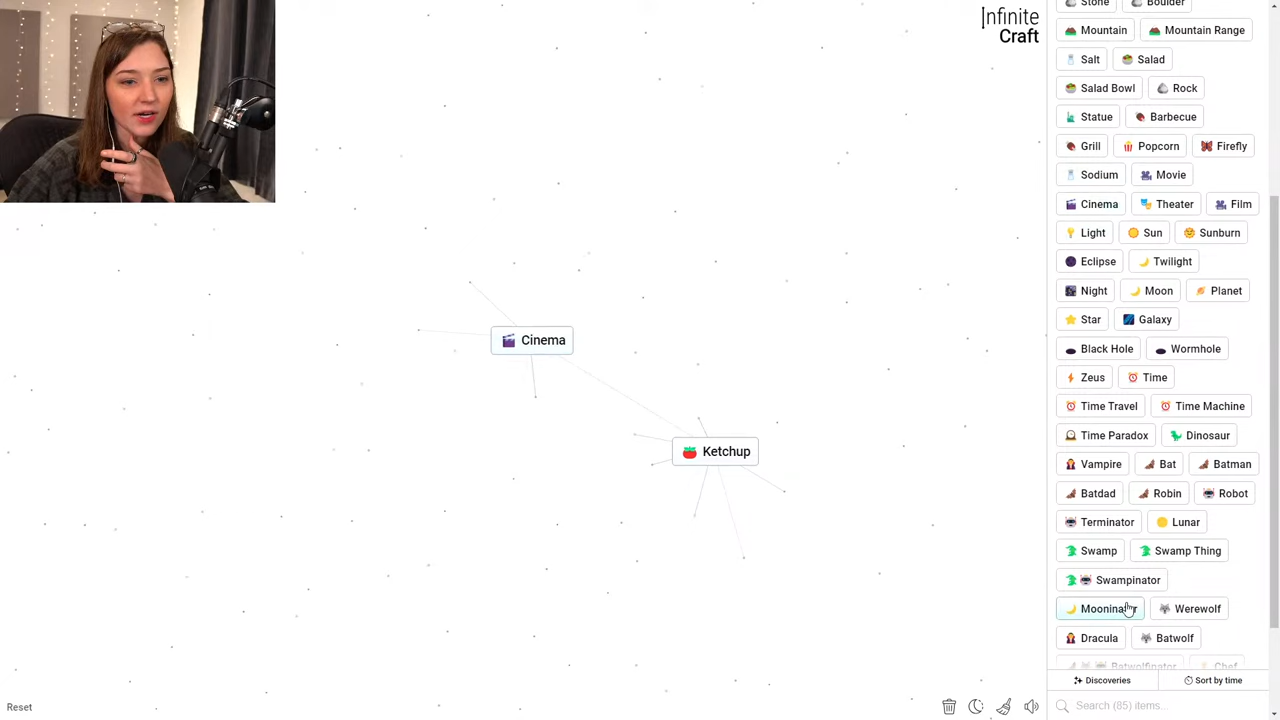 Infinite
Craft
Stone Boulder
Mountain Mountain Range
Salt Salad
Salad Bowl Rock
Statue Barbecue
Grill Popcorn Firefly
Sodium Movie
Cinema Theater Film
Light Sun Sunburn
Eclipse Twilight
Night Moon Planet
Star Galaxy
Black Hole Wormhole
Zeus Time
Time Travel Time Machine
Time Paradox Dinosaur
Vampire Bat Batman
Batdad Robin Robot
Terminator Lunar
Swamp Swamp Thing
Swampinator
Mooninator Werewolf
Dracula Batwolf
Batwolfinator Chef
Discoveries Sort by time
Search (85) items...
Cinema
Ketchup
Reset